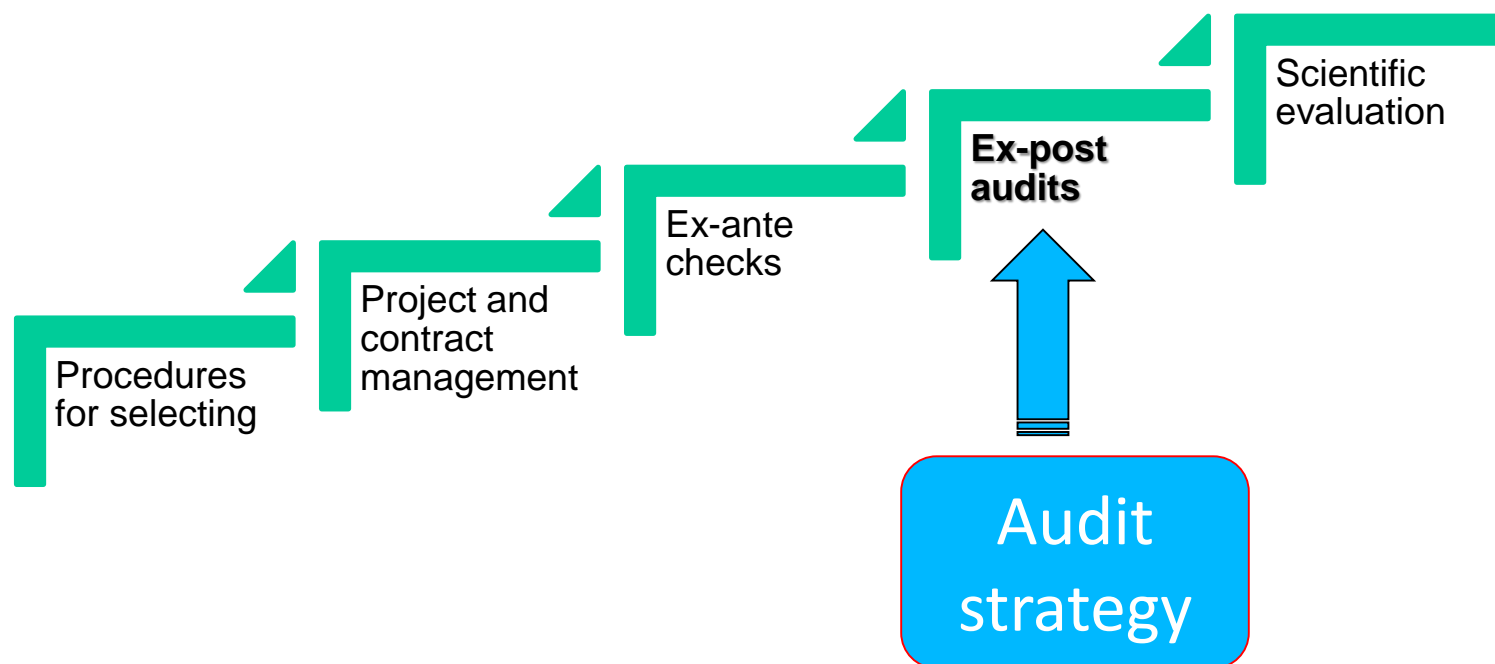 Procedures
for selecting
Project and
contract
management
Ex-ante
checks
Ex-post
audits
Scientific
evaluation
Audit
strategy